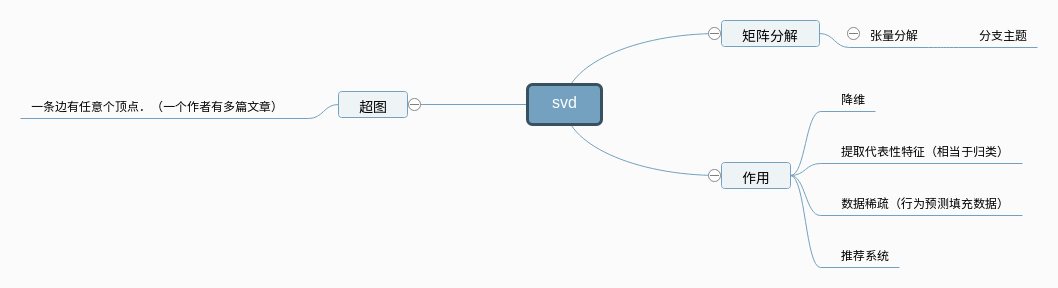 矩阵分解
张量分解
分支主题
svd
超图
一条边有任意个顶点．（一个作者有多篇文章）
作用
降维
提取代表性特征（相当于归类）
数据稀疏（行为预测填充数据）
推荐系统